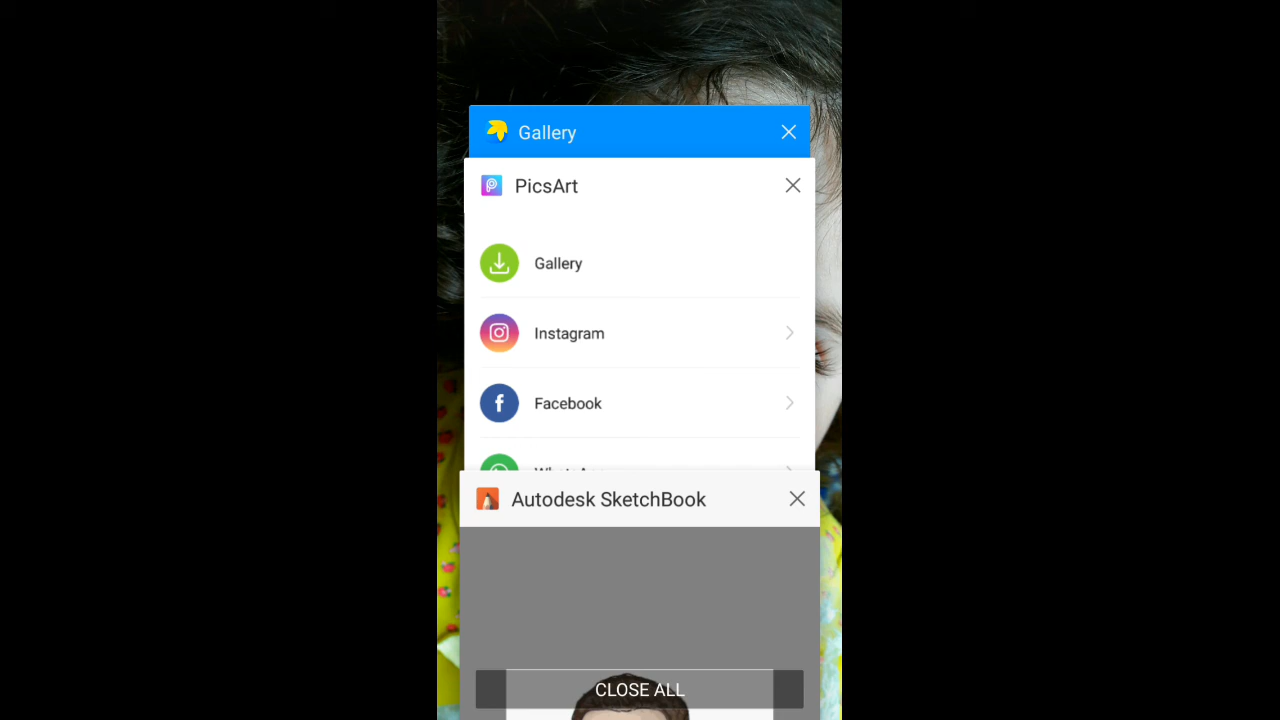 Gallery
PicsArt
Gallery
Instagram
Facebook
Autodesk SketchBook
CLOSE ALL